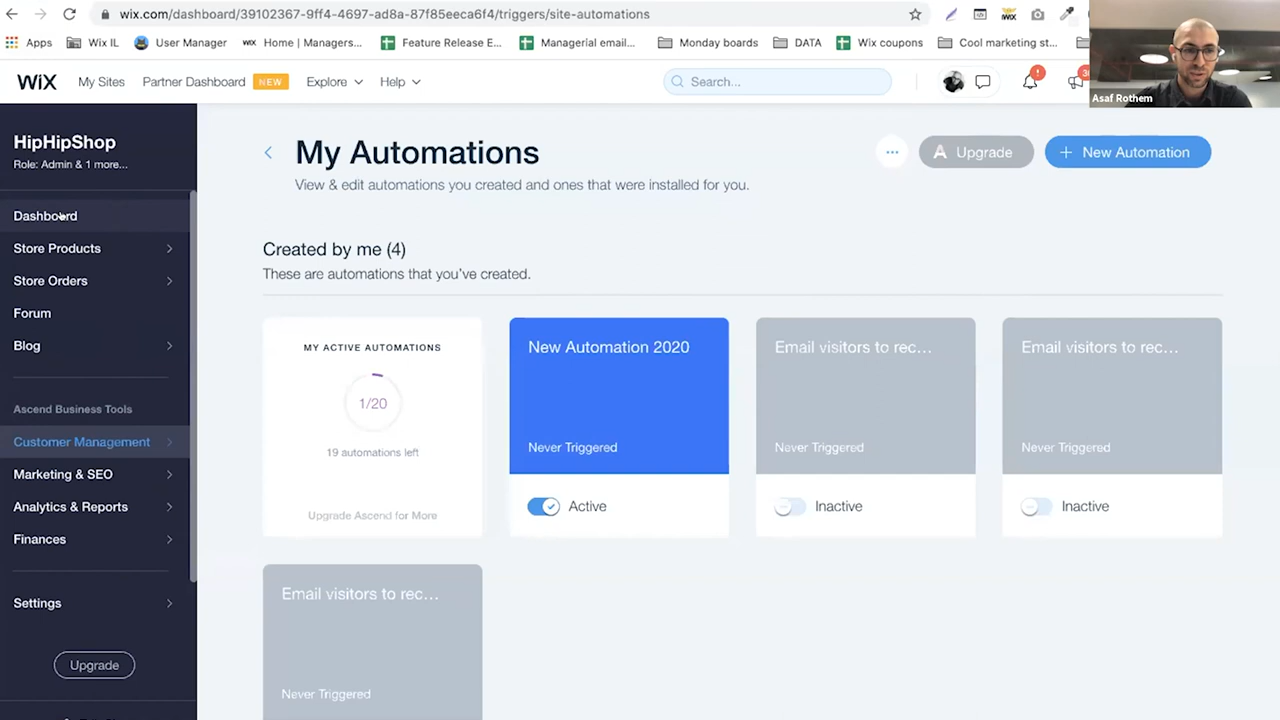 wix.com/dashboard/39102367-9ff4-4697-ad8a-87f85eeca6f4/triggers/site-automations
Apps Wix IL User Manager WIX Home | Managers... Feature Release E... Managerial email... Monday boards DATA Wix coupons Cool marketing st...
WIX My Sites Partner Dashboard NEW Explore Help Search...
Asaf Rothem
HipHipShop
Role: Admin & 1 more...
Dashboard
Store Products
Store Orders
Forum
Blog
Ascend Business Tools
Customer Management
Marketing & SEO
Analytics & Reports
Finances
Settings
Upgrade
My Automations
View & edit automations you created and ones that were installed for you.
... A Upgrade + New Automation
Created by me (4)
These are automations that you've created.
MY ACTIVE AUTOMATIONS
1/20
19 automations left
Upgrade Ascend for More
New Automation 2020
Never Triggered
Active
Email visitors to rec...
Never Triggered
Inactive
Email visitors to rec...
Never Triggered
Inactive
Email visitors to rec...
Never Triggered